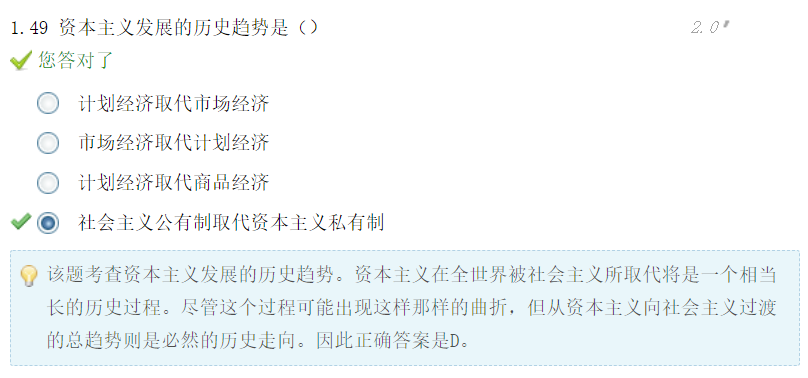 1.49 资本主义发展的历史趋势是（） 2.0
您答对了
计划经济取代市场经济
市场经济取代计划经济
计划经济取代商品经济
社会主义公有制取代资本主义私有制
该题考查资本主义发展的历史趋势。资本主义在全世界被社会主义所取代将是一个相当
长的历史过程。尽管这个过程可能出现这样那样的曲折，但从资本主义向社会主义过渡
的总趋势则是必然的历史走向。因此正确答案是D。